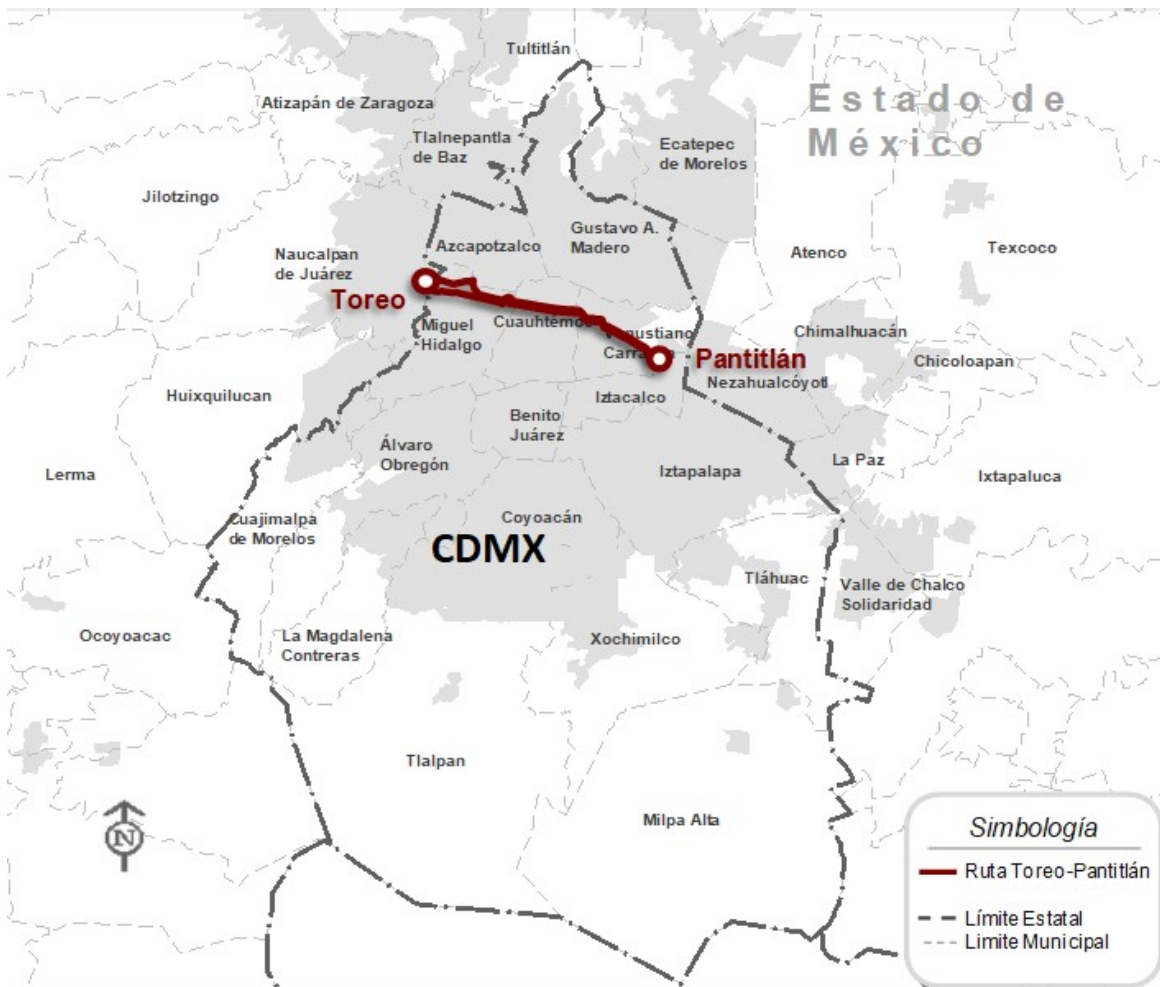 Tultitlán
Estado de
México
Atizapán de Zaragoza
Tlalnepantla
de Baz
Ecatepec
de Morelos
Jilotzingo
Gustavo A.
Madero
Azcapotzalco
Naucalpan
de Juárez
Atenco
Texcoco
Toreo
Miguel
Hidalgo
Chimalhuacán
Pantitlán
Chicoloapan
Nezahualcóyotl
Huixquilucan
Iztacalco
Benito
Juárez
Álvaro
Obregón
Iztapalapa
La Paz
Lerma
Ixtapaluca
Cuajimalpa
de Morelos
Coyoacán
CDMX
Tláhuac
Valle de Chalco
Solidaridad
Ocoyoacac
La Magdalena
Contreras
Xochimilco
Tlalpan
Milpa Alta
N
Simbología
Ruta Toreo-Pantitlán
Límite Estatal
Limite Municipal